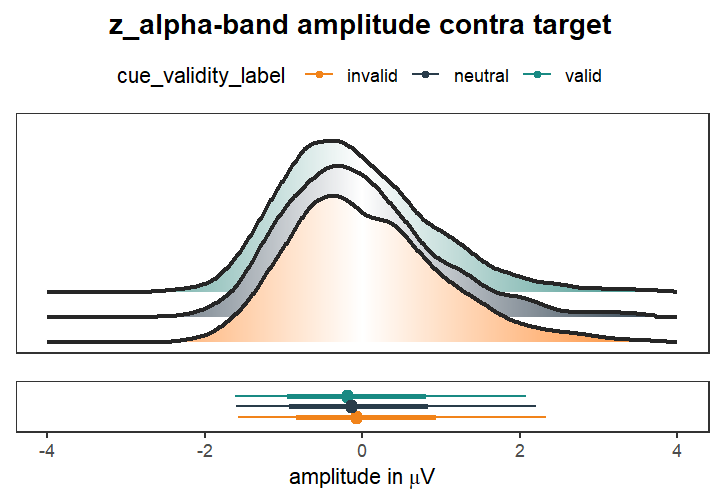 z_alpha-band amplitude contra target
cue_validity_label invalid neutral valid
-4 -2 0 2 4
amplitude in μV